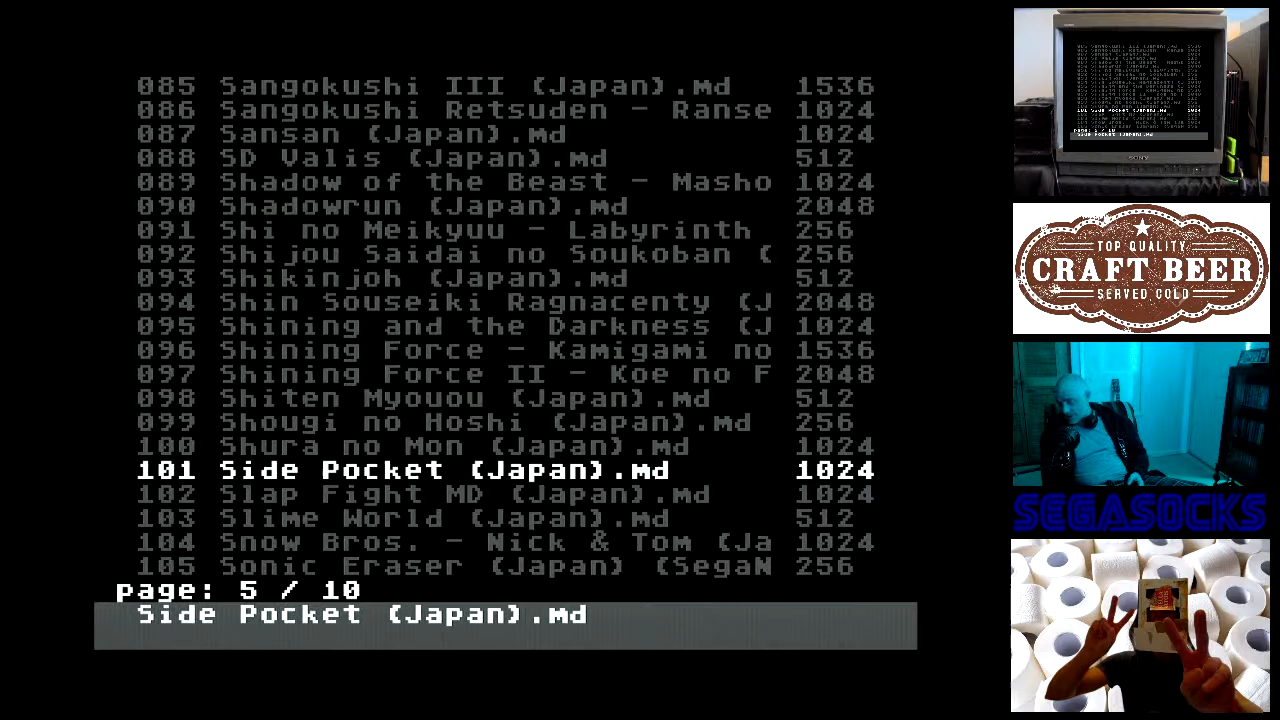 085 Sangokushi III (Japan).md 1536
086 Sangokushi Retsuden - Ranse 1024
087 Sansan (Japan).md 1024
088 SD Valis (Japan).md 512
089 Shadow of the Beast - Masho 1024
090 Shadowrun (Japan).md 2048
091 Shi no Meikyuu - Labyrinth 256
092 Shijou Saidai no Soukoban ( 256
093 Shikinjoh (Japan).md 512
094 Shin Souseiki Ragnacenty (J 2048
095 Shining and the Darkness (J 1024
096 Shining Force - Kamigami no 1536
097 Shining Force II - Koe no F 2048
098 Shiten Myouou (Japan).md 512
099 Shougi no Hoshi (Japan).md 256
100 Shura no Mon (Japan).md 1024
101 Side Pocket (Japan).md 1024
102 Slap Fight MD (Japan).md 1024
103 Slime World (Japan).md 512
104 Snow Bros. - Nick & Tom (Ja 1024
105 Sonic Eraser (Japan) (SegaN 256
page: 5 / 10
Side Pocket (Japan).md
SONY
TOP QUALITY
CRAFT BEER
SERVED COLD
SEGASOCKS